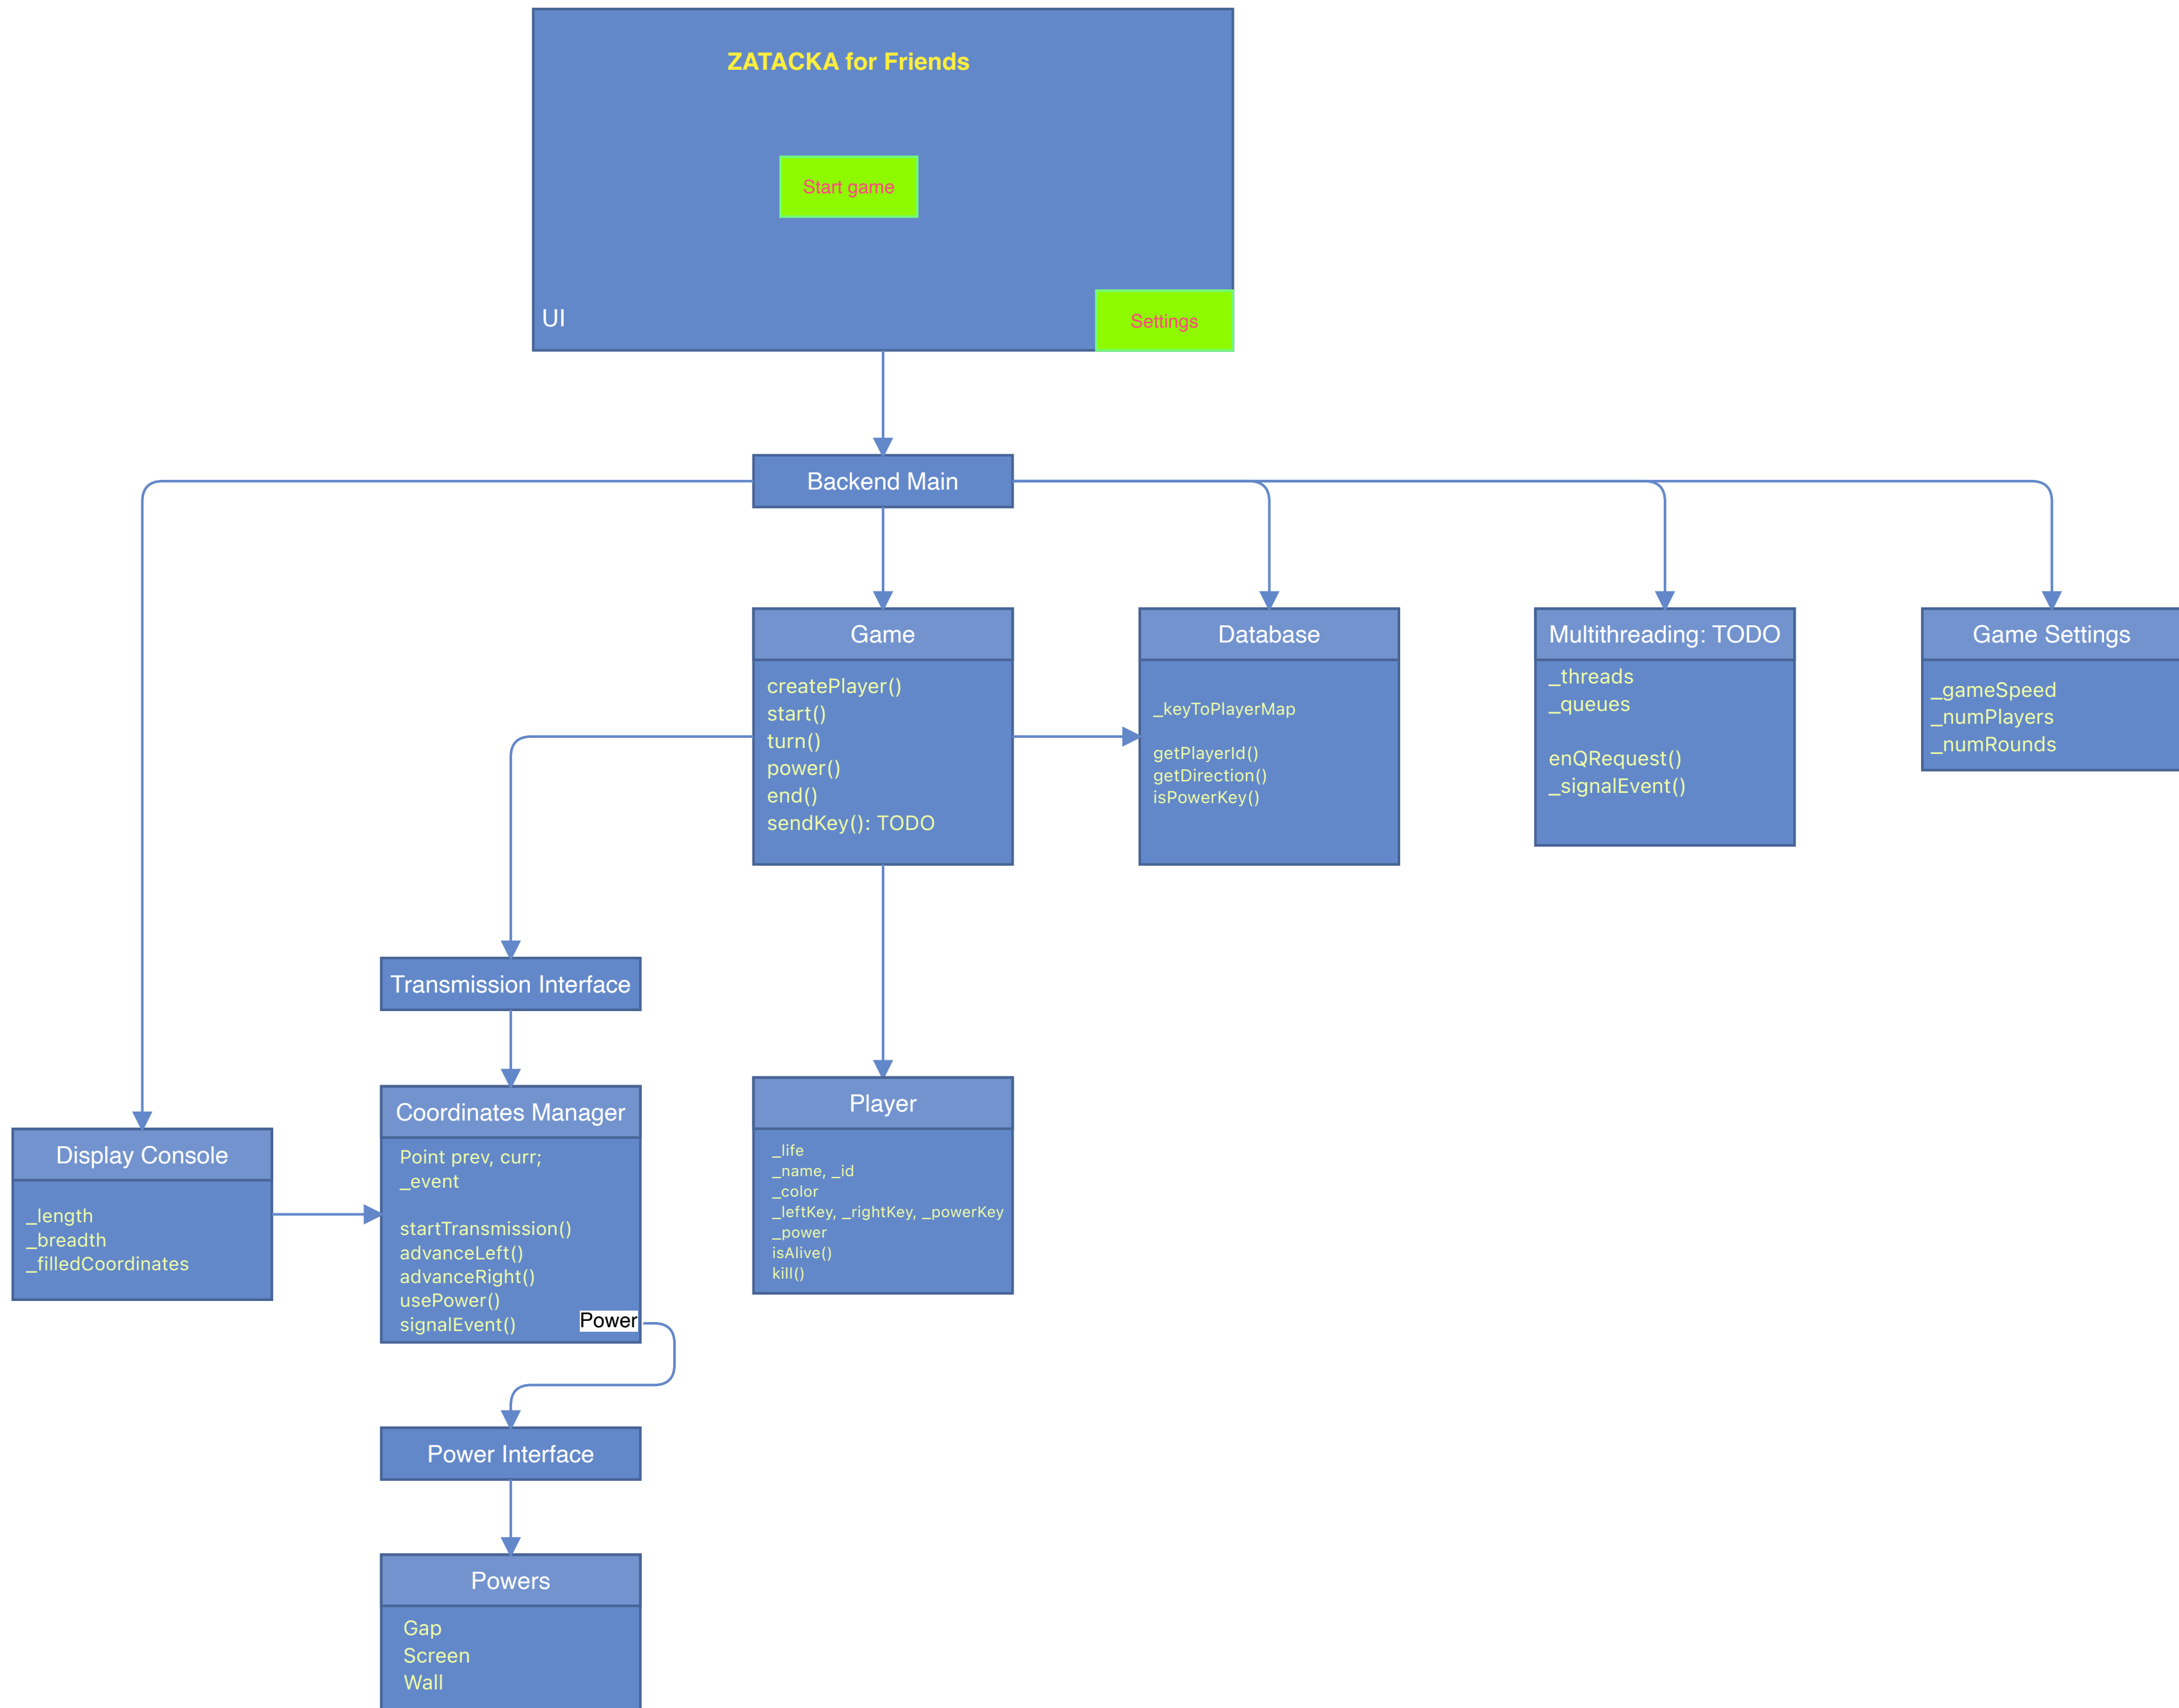 ZATACKA for Friends
Start game
UI
Settings
Backend Main
Game
createPlayer()
start()
turn()
power()
end()
sendKey(): TODO
Database
_keyToPlayerMap
getPlayerId()
getDirection()
isPowerKey()
Multithreading: TODO
_threads
_queues
enQRequest()
_signalEvent()
Game Settings
_gameSpeed
_numPlayers
_numRounds
Transmission Interface
Display Console
_length
_breadth
_filledCoordinates
Coordinates Manager
Point prev, curr;
_event
startTransmission()
advanceLeft()
advanceRight()
usePower()
signalEvent()
Power
Player
_life
_name, _id
_color
_leftKey, _rightKey, _powerKey
_power
isAlive()
kill()
Power Interface
Powers
Gap
Screen
Wall